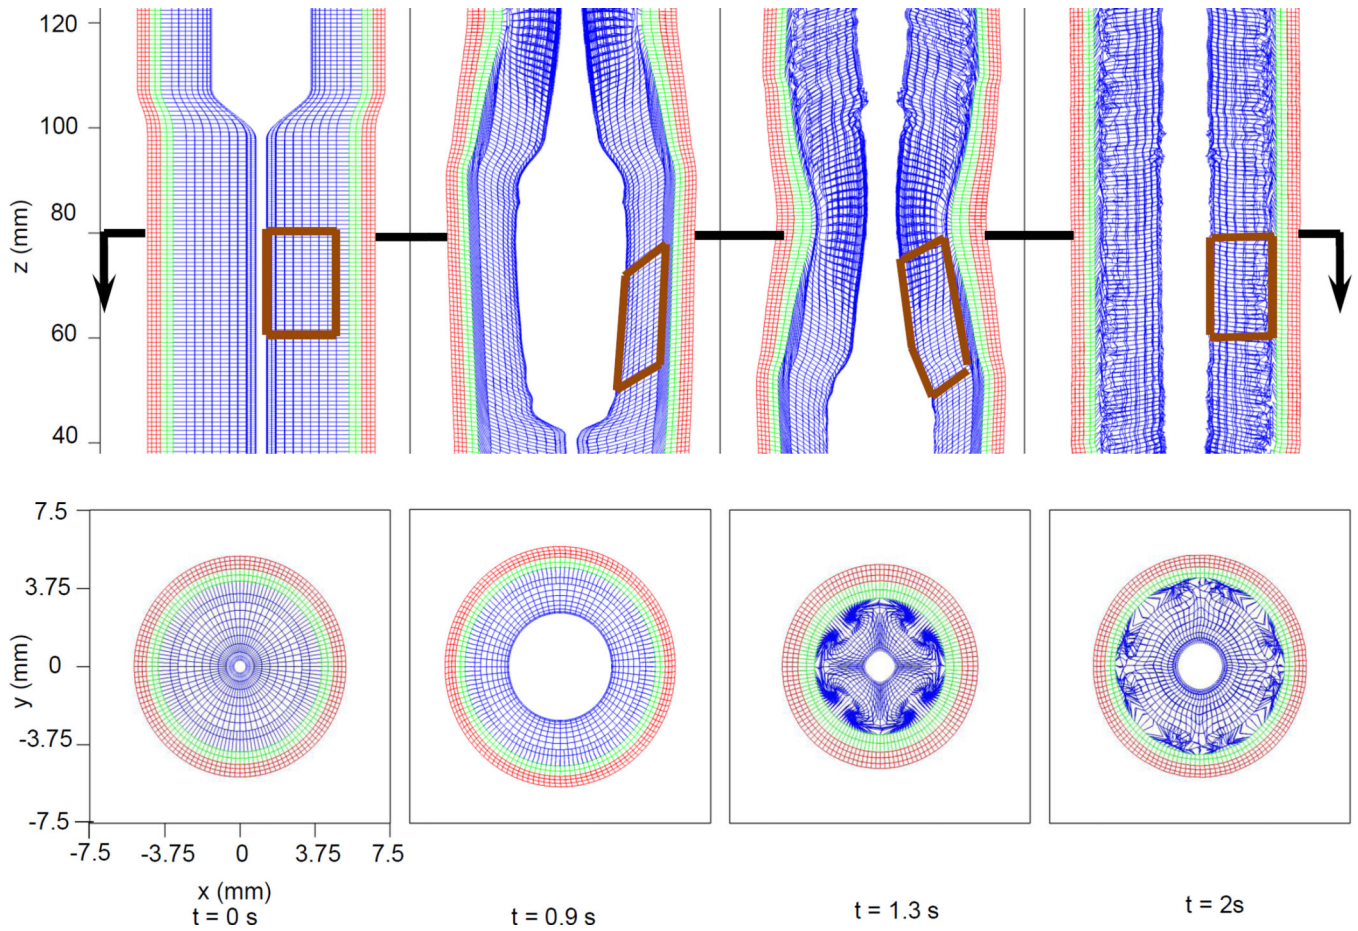 120
100
80
z (mm)
60
40
7.5
3.75
y (mm)
0
-3.75
-7.5
-7.5 -3.75 0 3.75 7.5
x (mm)
t = 0 s t = 0.9 s t = 1.3 s t = 2s